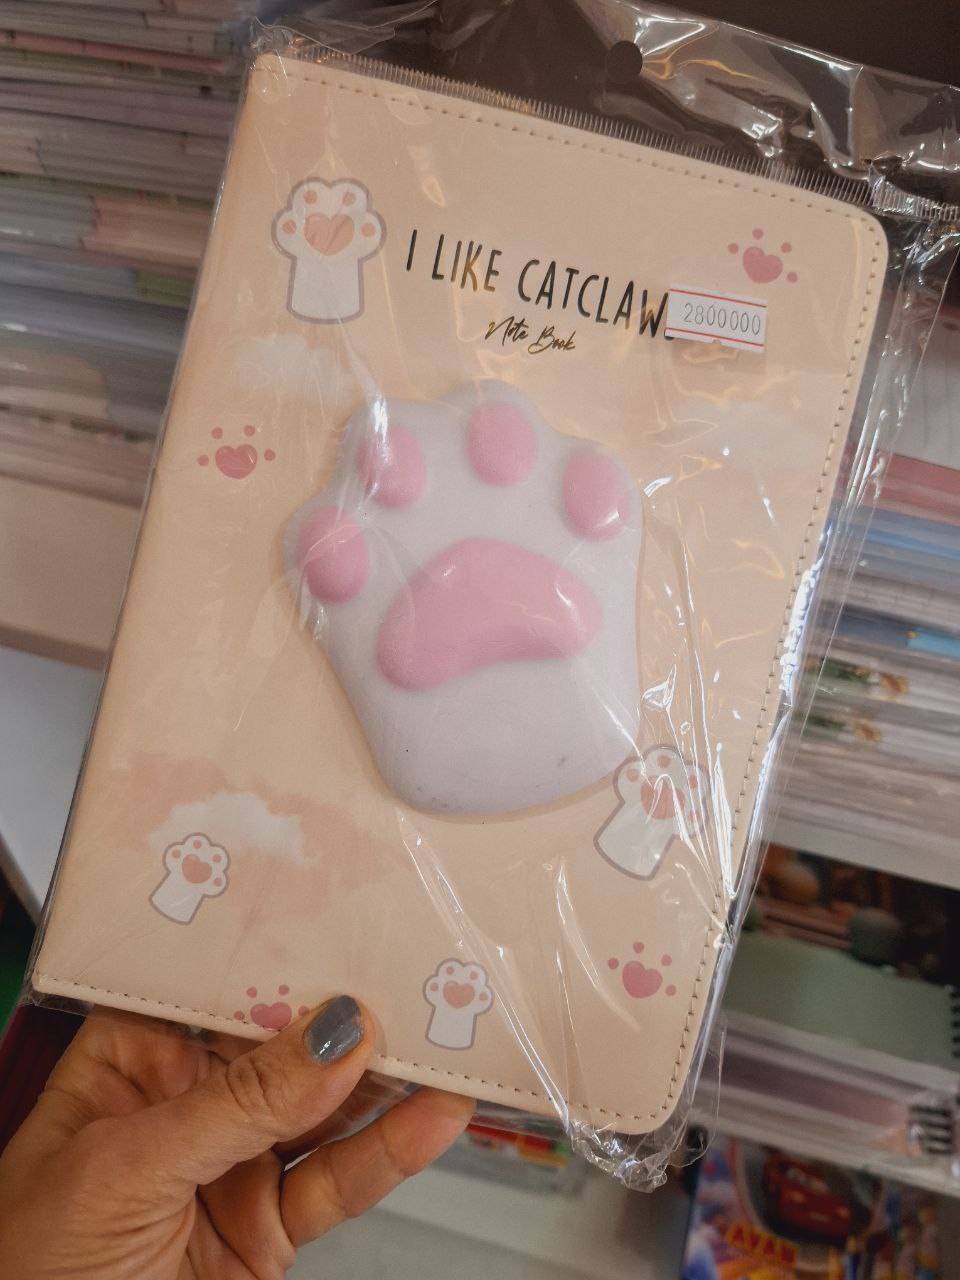 I LIKE CATCLAW
2800000
Note Book